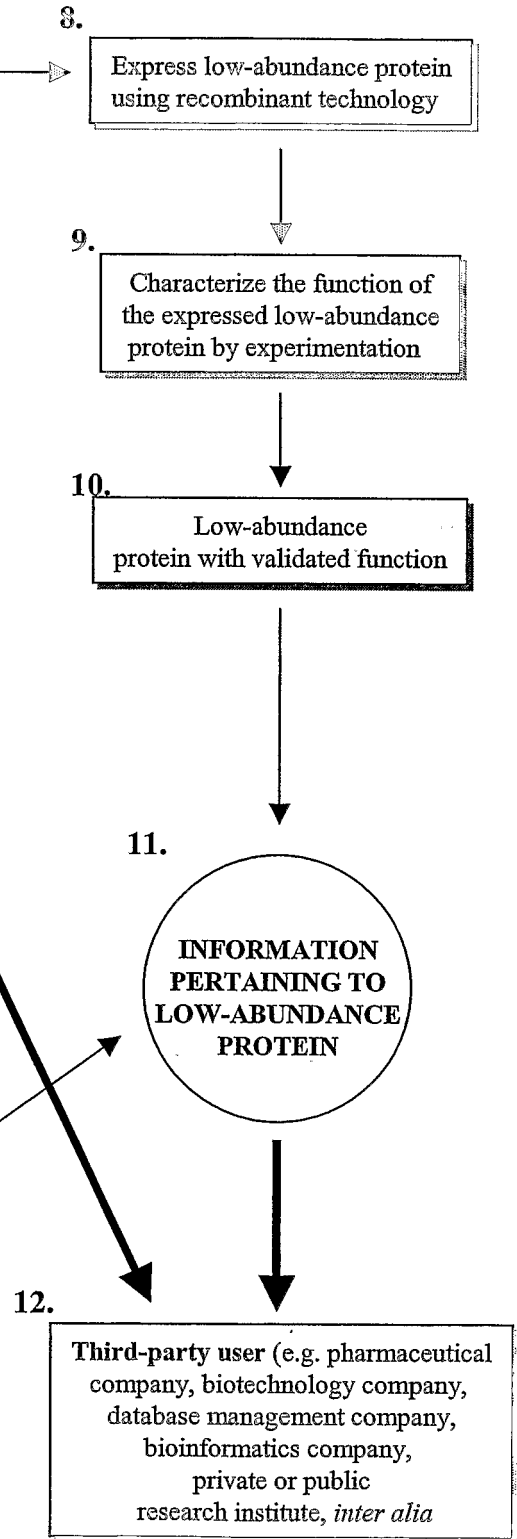 8.
Express low-abundance protein
using recombinant technology
9.
Characterize the function of
the expressed low-abundance
protein by experimentation
10.
Low-abundance
protein with validated function
11.
INFORMATION
PERTAINING TO
LOW-ABUNDANCE
PROTEIN
12.
Third-party user (e.g. pharmaceutical
company, biotechnology company,
database management company,
bioinformatics company,
private or public
research institute, inter alia